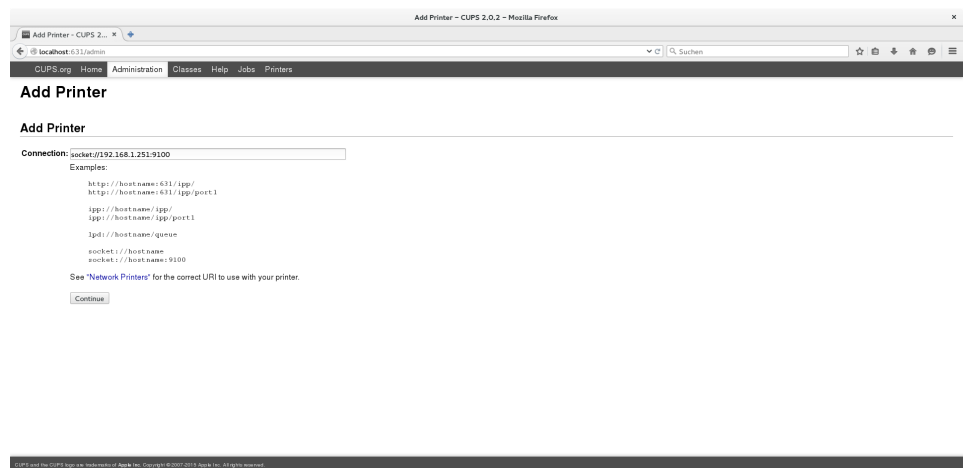 Add Printer - CUPS 2.0.2 - Mozilla Firefox
Add Printer - CUPS 2...
localhost:631/admin
Suchen
CUPS.org Home Administration Classes Help Jobs Printers
Add Printer
Add Printer
Connection: socket://192.168.1.251:9100
Examples:
http://hostname:631/ipp/
http://hostname:631/ipp/port1
ipp://hostname/ipp/
ipp://hostname/ipp/port1
lpd://hostname/queue
socket://hostname
socket://hostname:9100
See "Network Printers" for the correct URI to use with your printer.
Continue
CUPS and the CUPS logo are trademarks of Apple Inc. Copyright © 2007-2015 Apple Inc. All rights reserved.